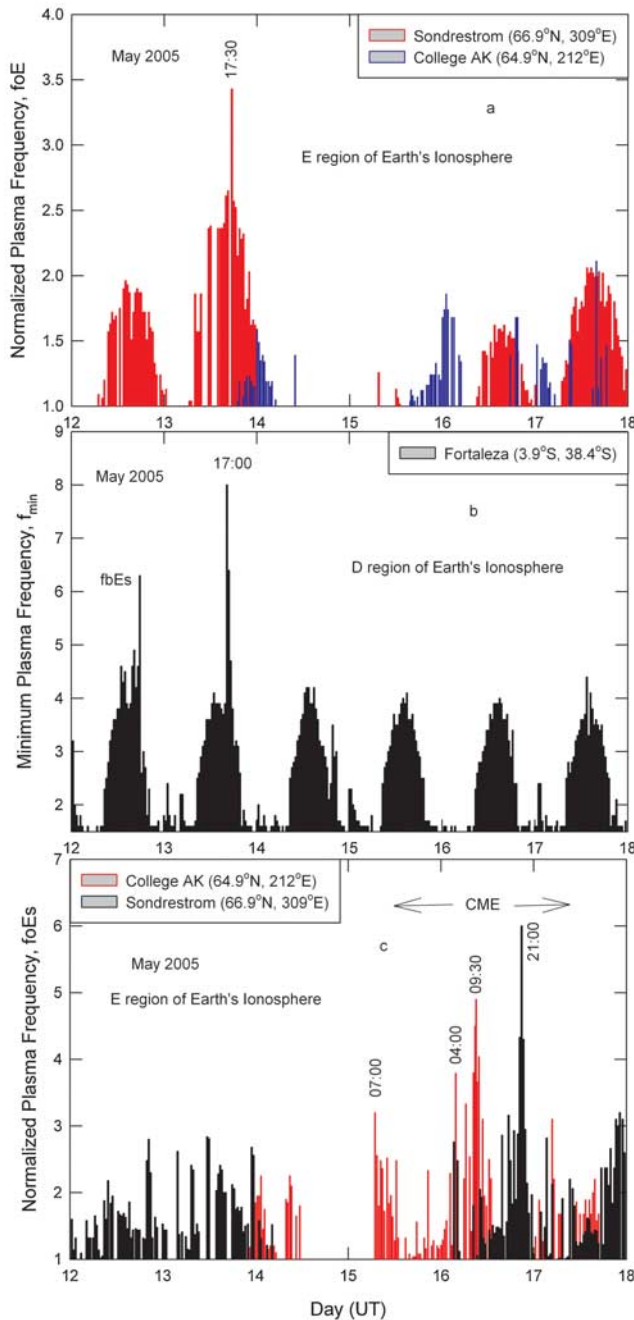 Sondrestrom (66.9°N, 309°E)
College AK (64.9°N, 212°E)
May 2005
17:30
a
E region of Earth's Ionosphere
Normalized Plasma Frequency, foE
4.0
3.5
3.0
2.5
2.0
1.5
1.0
12 13 14 15 16 17 18
Fortaleza (3.9°S, 38.4°S)
May 2005
17:00
b
fbEs
D region of Earth's Ionosphere
Minimum Plasma Frequency, fmin
9
8
7
6
5
4
3
2
12 13 14 15 16 17 18
College AK (64.9°N, 212°E)
Sondrestrom (66.9°N, 309°E)
CME
May 2005
c
E region of Earth's Ionosphere
07:00
04:00
09:30
21:00
Normalized Plasma Frequency, foEs
7
6
5
4
3
2
1
12 13 14 15 16 17 18
Day (UT)